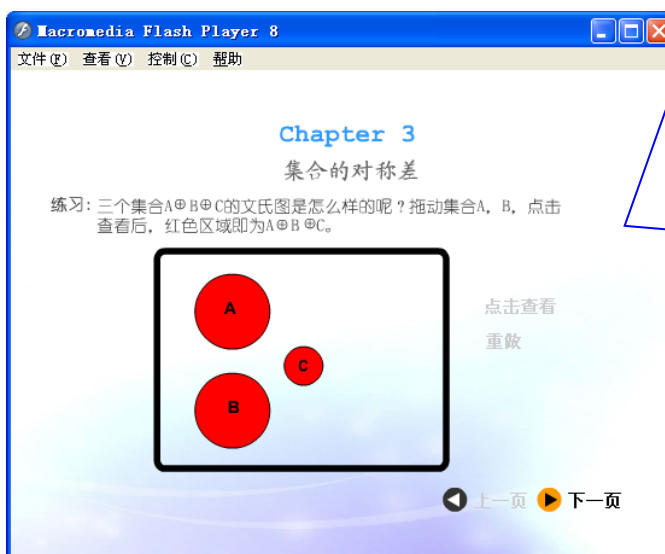 Macromedia Flash Player 8
文件(F) 查看(V) 控制(C) 帮助
Chapter 3
集合的对称差
练习: 三个集合A⊕B⊕C的文氏图是怎么样的呢？拖动集合A，B，点击
查看后，红色区域即为A⊕B⊕C。
A
点击查看
重做
C
B
上一页 下一页